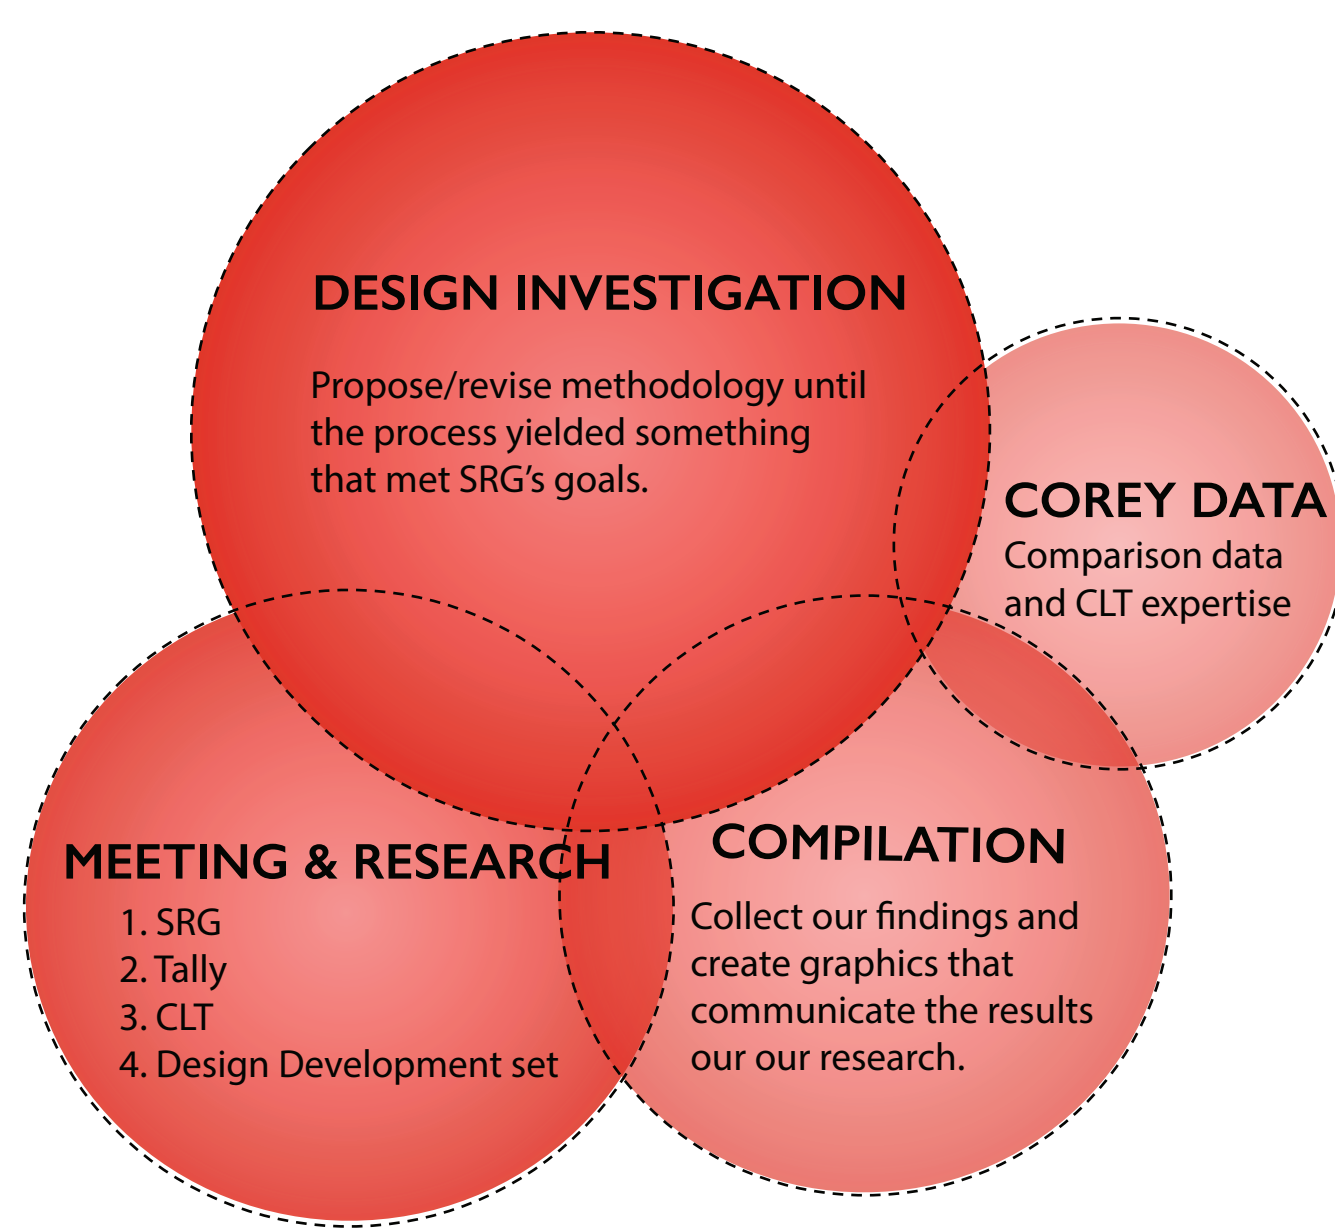 DESIGN INVESTIGATION
Propose/revise methodology until
the process yielded something
that met SRG's goals.
COREY DATA
Comparison data
and CLT expertise
MEETING & RESEARCH
1. SRG
2. Tally
3. CLT
4. Design Development set
COMPILATION
Collect our findings and
create graphics that
communicate the results
our our research.